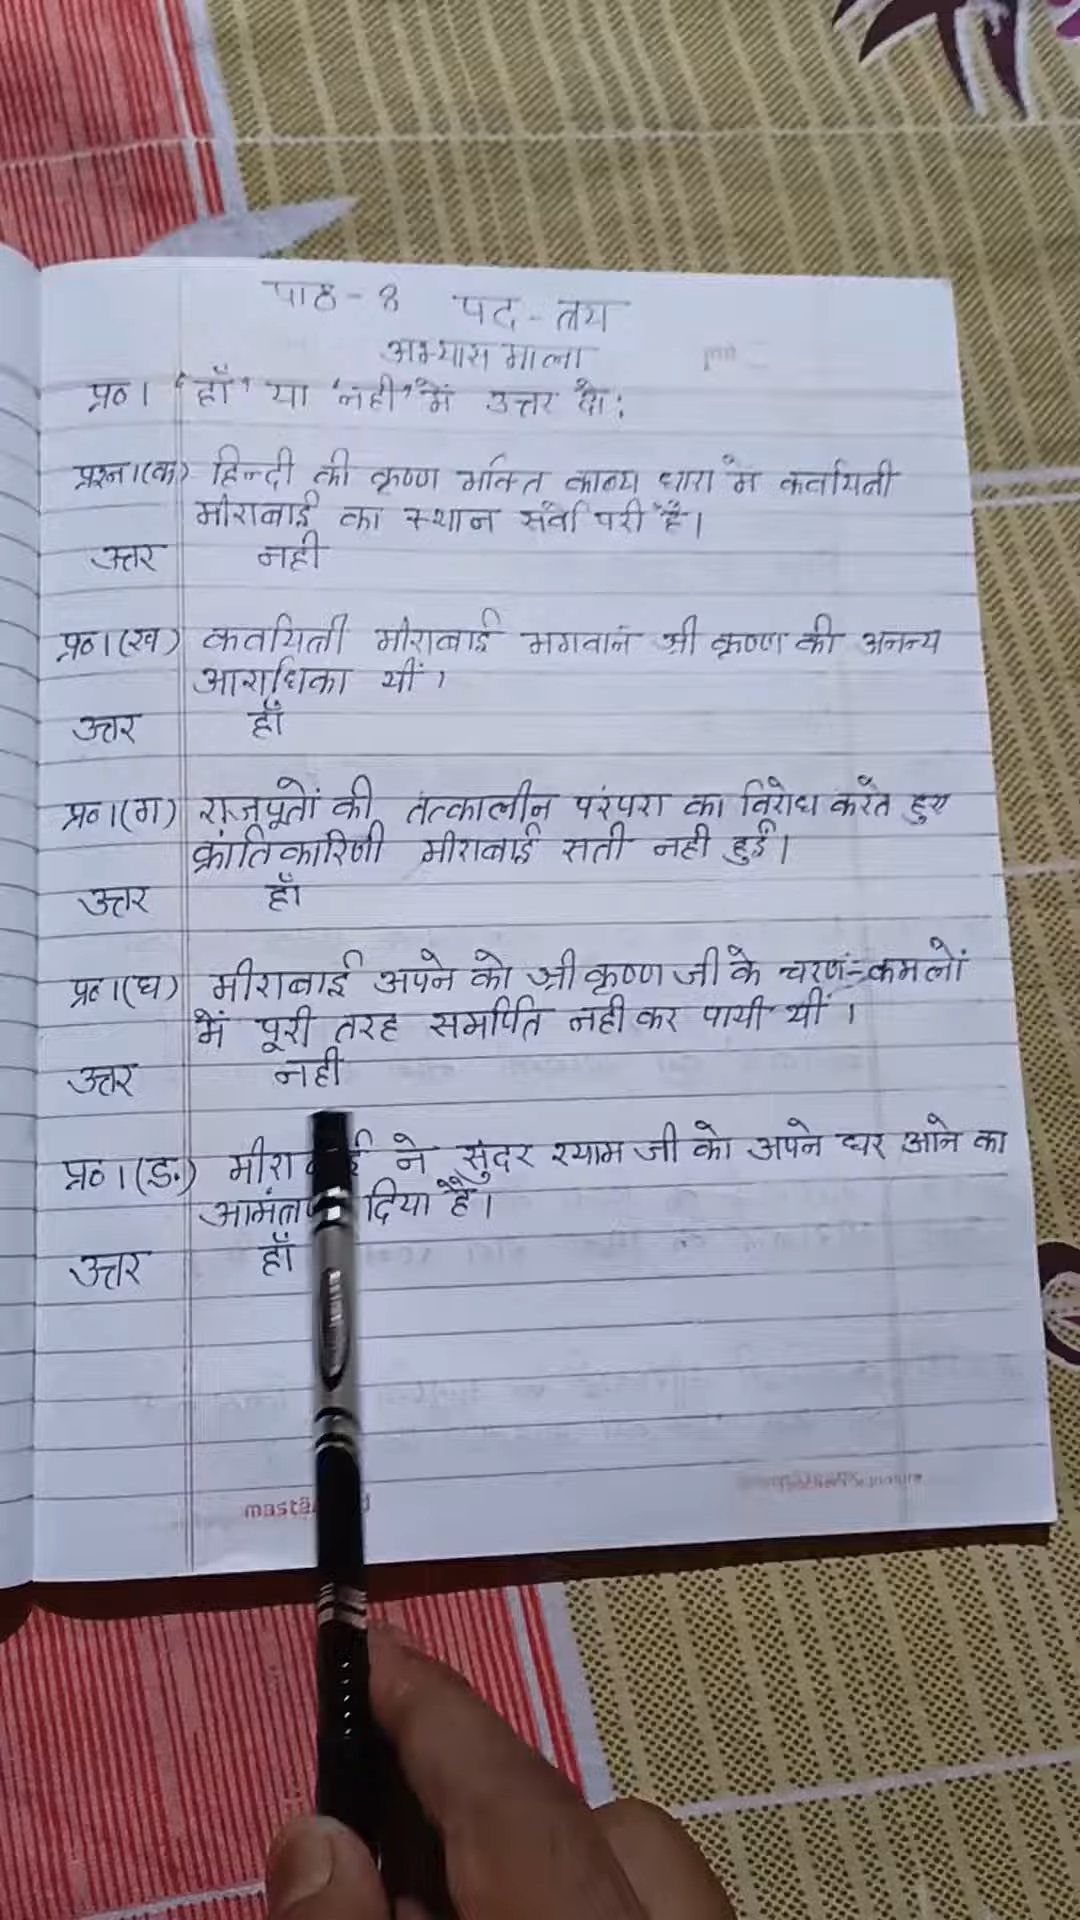 पाठ - 8 पद - त्रय
अभ्यास माला
प्र० । 'हाँ' या 'नही' में उत्तर दो :
प्रश्न । (क) हिन्दी की कृष्ण भक्ति काव्य धारा में कवयित्री
मीराबाई का स्थान सर्वोपरी है ।
उत्तर नही
प्र० । (ख) कवयित्री मीराबाई भगवान श्री कृष्ण की अनन्य
आराधिका थीं ।
उत्तर हाँ
प्र० । (ग) राजपूतों की तत्कालीन परंपरा का विरोध करते हुए
क्रांतिकारिणी मीराबाई सती नही हुई ।
उत्तर हाँ
प्र० । (घ) मीराबाई अपने को श्री कृष्ण जी के चरण - कमलों
में पूरी तरह समर्पित नही कर पायी थीं ।
उत्तर नही
प्र० । (ङ) ने सुंदर श्याम जी को अपने घर आने का
दिया है ।
उत्तर हाँ